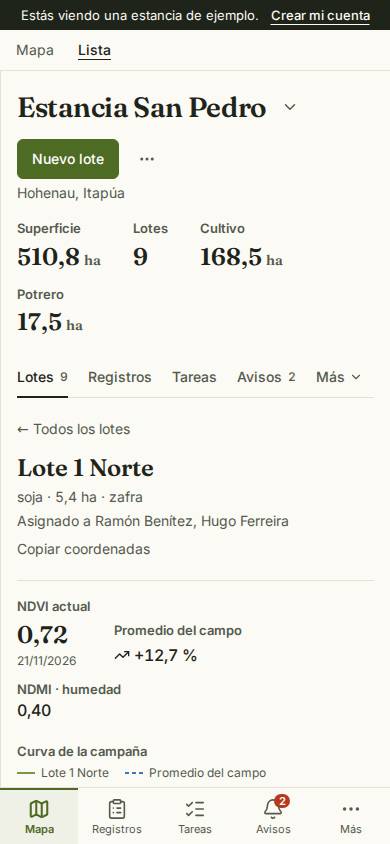 Estás viendo una estancia de ejemplo. Crear mi cuenta
Mapa Lista
Estancia San Pedro
Nuevo lote
Hohenau, Itapúa
Superficie Lotes Cultivo
510,8 ha 9 168,5 ha
Potrero
17,5 ha
Lotes 9 Registros Tareas Avisos 2 Más
← Todos los lotes
Lote 1 Norte
soja · 5,4 ha · zafra
Asignado a Ramón Benítez, Hugo Ferreira
Copiar coordenadas
NDVI actual
0,72 Promedio del campo
21/11/2026 +12,7 %
NDMI · humedad
0,40
Curva de la campaña
Lote 1 Norte Promedio del campo
2
Mapa Registros Tareas Avisos Más